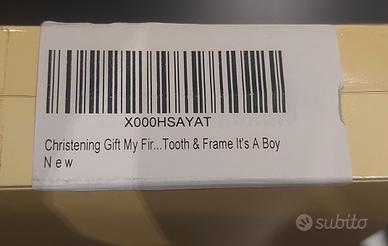 X000HSAYAT
Christening Gift My Fir...Tooth & Frame It's A Boy
New
subito